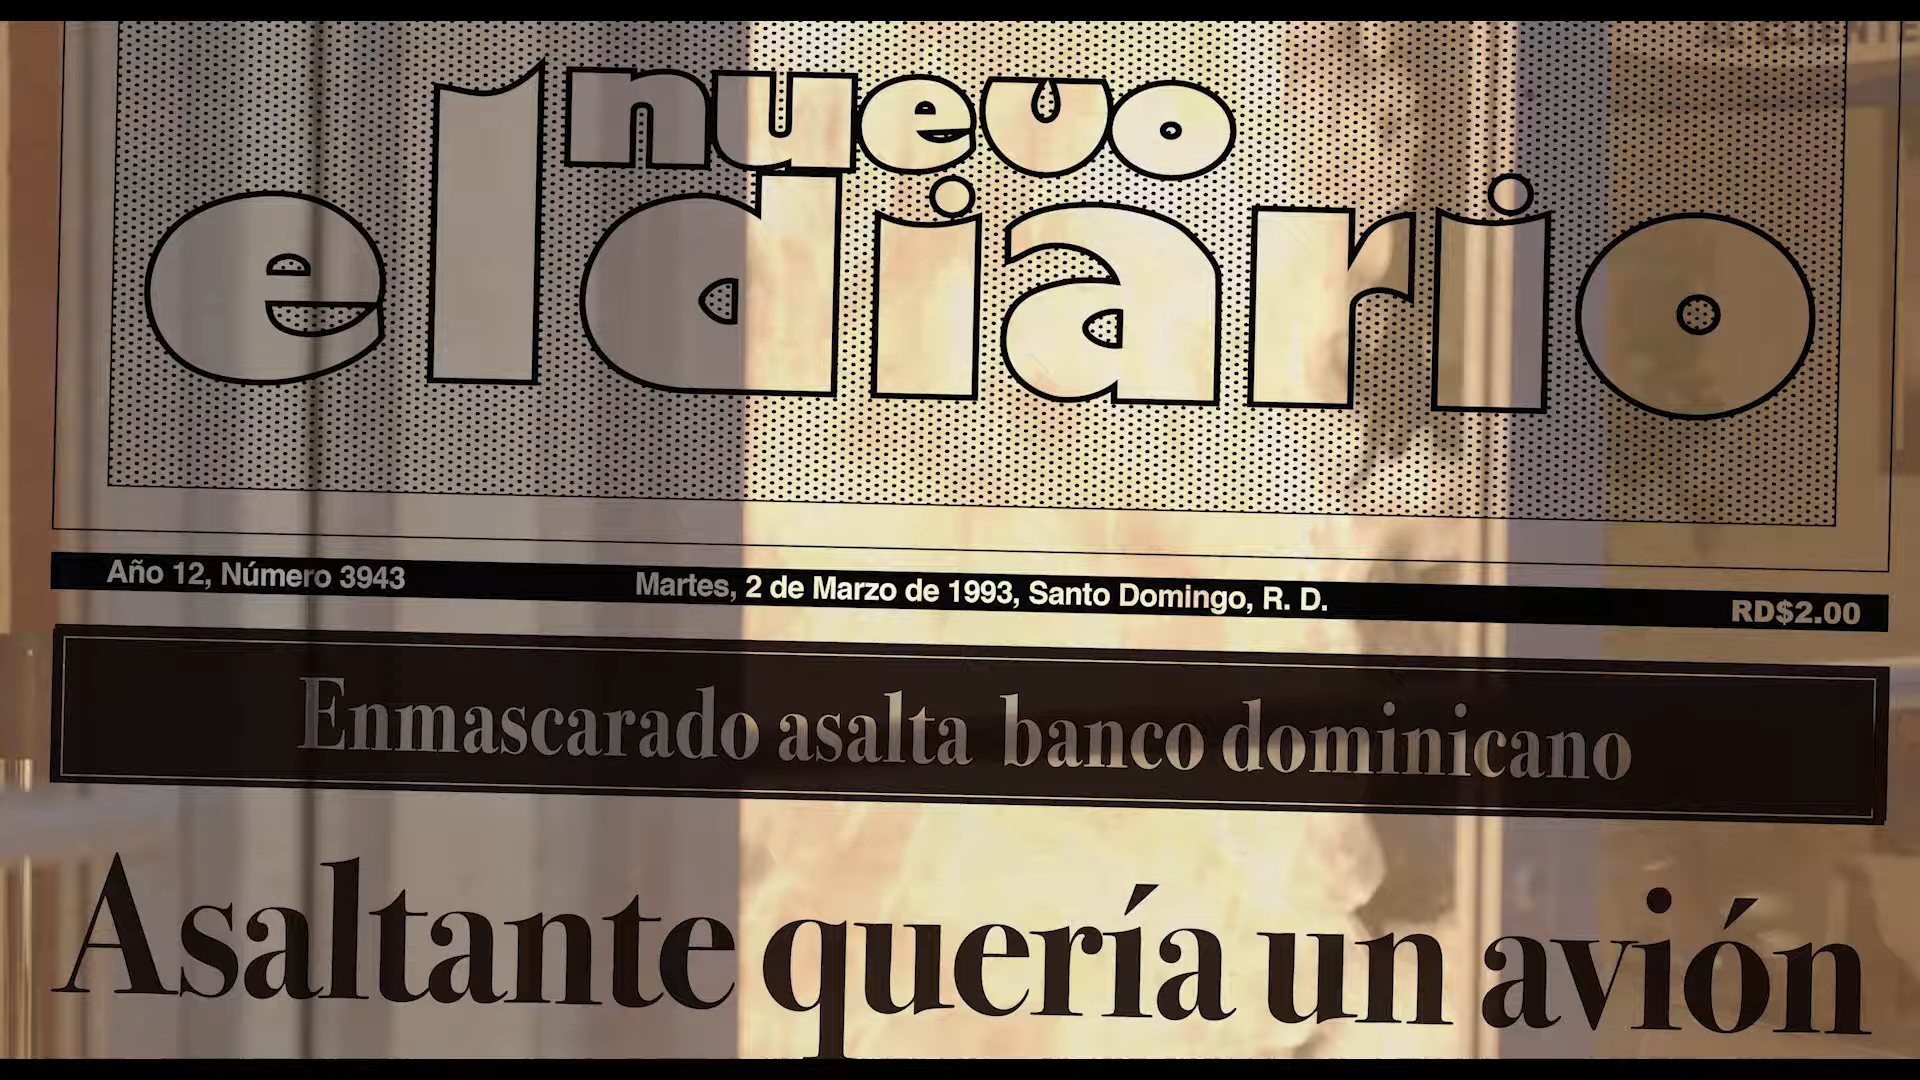 el nuevo diario
Año 12, Número 3943
Martes, 2 de Marzo de 1993, Santo Domingo, R. D.
RD$2.00
Enmascarado asalta banco dominicano
Asaltante quería un avión